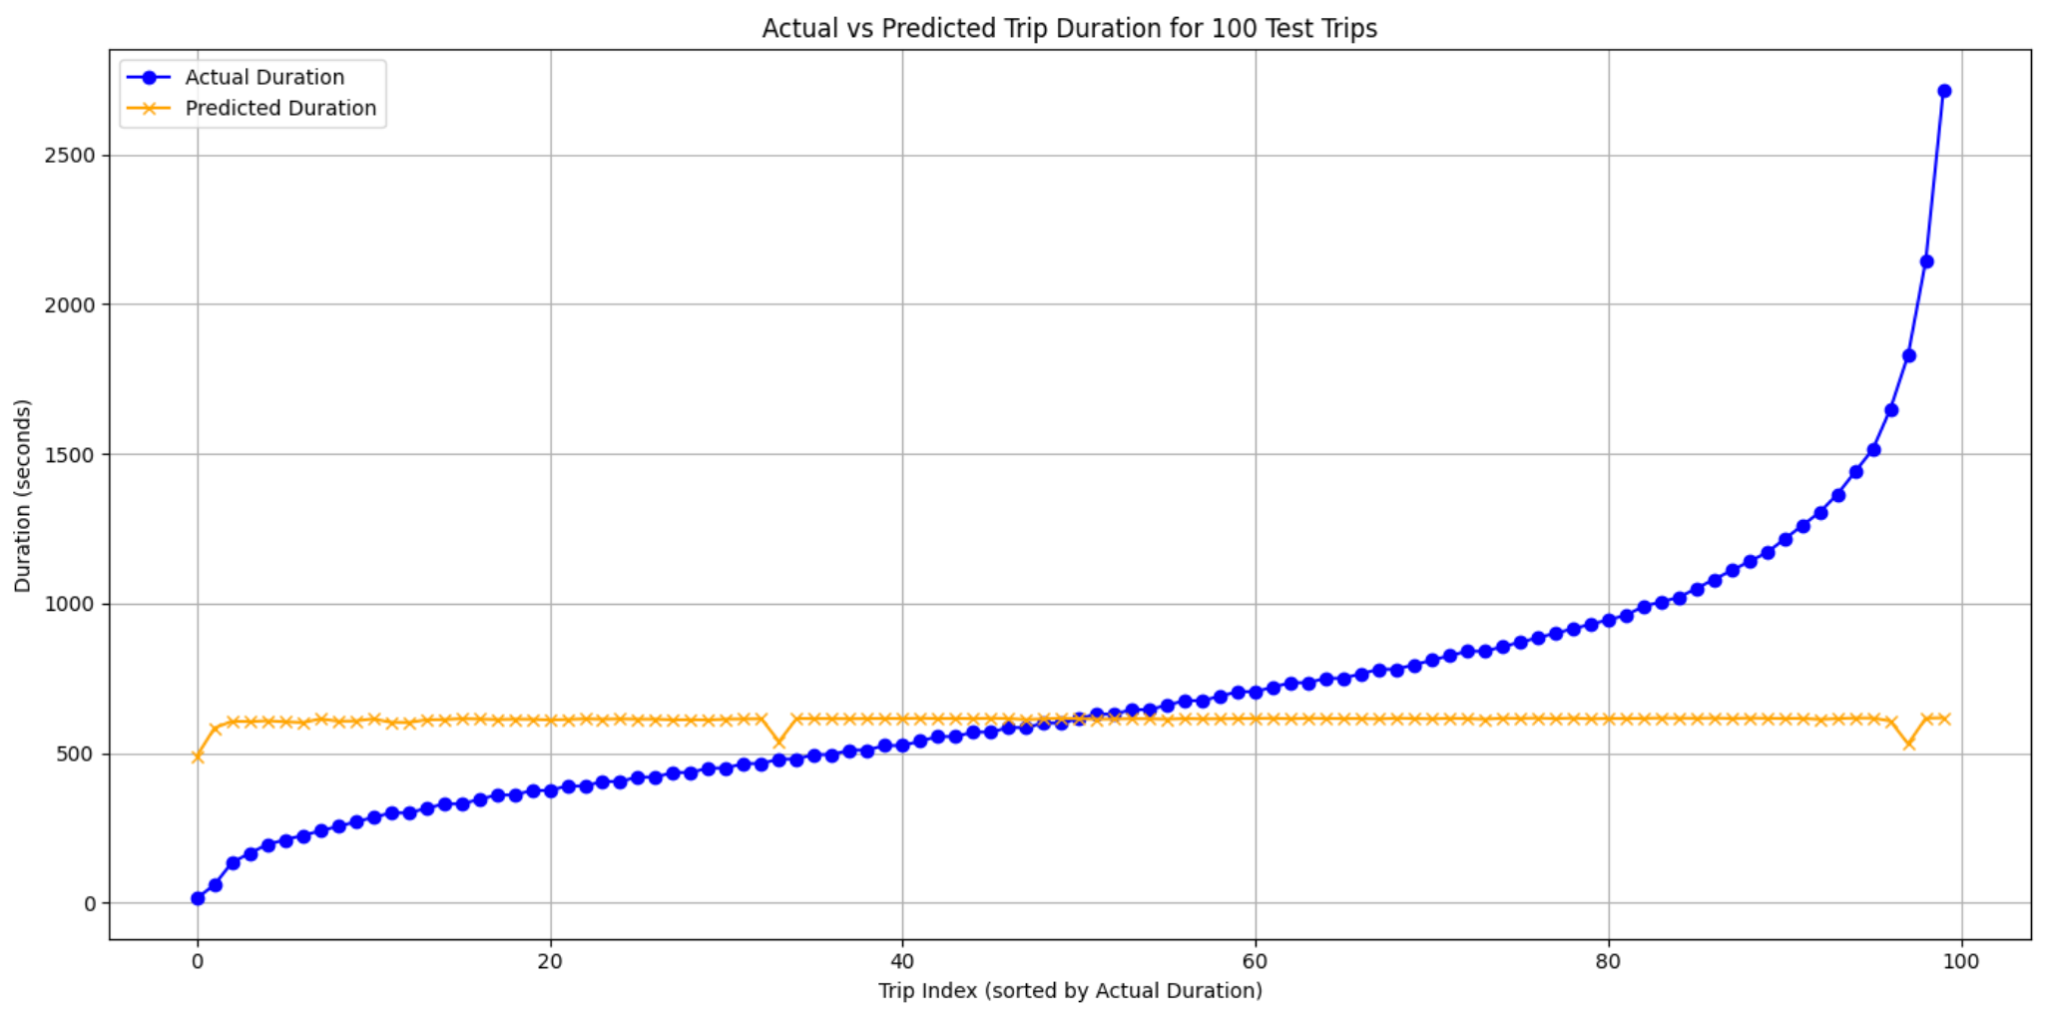 Actual vs Predicted Trip Duration for 100 Test Trips
Actual Duration
Predicted Duration
Duration (seconds)
2500
2000
1500
1000
500
0
0 20 40 60 80 100
Trip Index (sorted by Actual Duration)